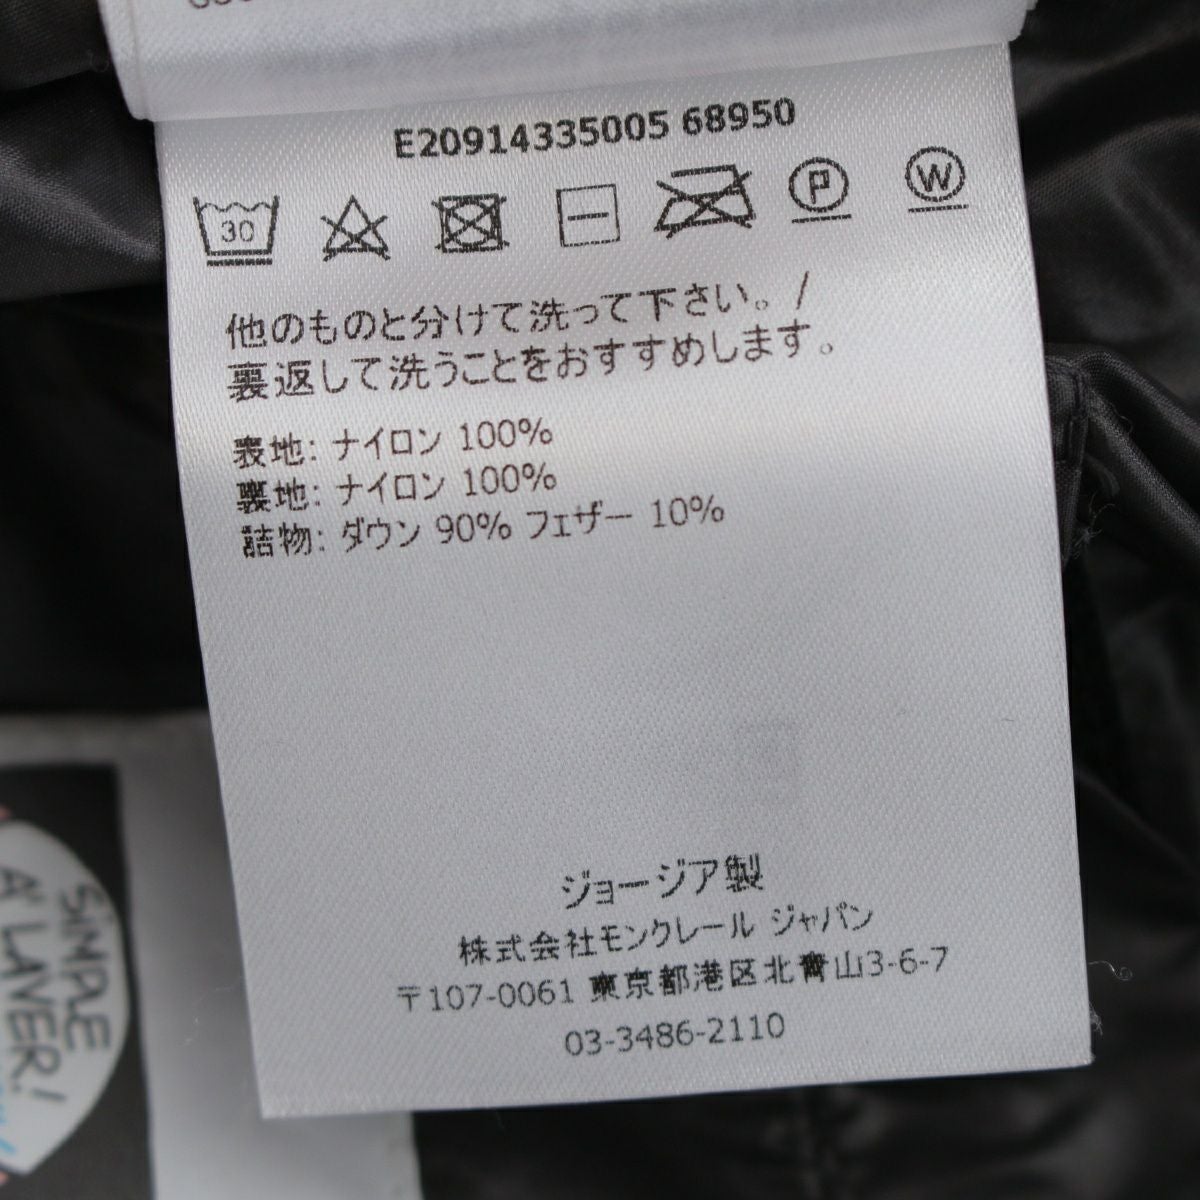 E20914335005 68950
30
P
W
他のものと分けて洗って下さい。/
裏返して洗うことをおすすめします。
表地: ナイロン 100%
裏地: ナイロン 100%
詰物: ダウン 90% フェザー 10%
ジョージア製
株式会社モンクレール ジャパン
〒107-0061 東京都港区北青山3-6-7
03-3486-2110
SiMPLE
A' LAVER!